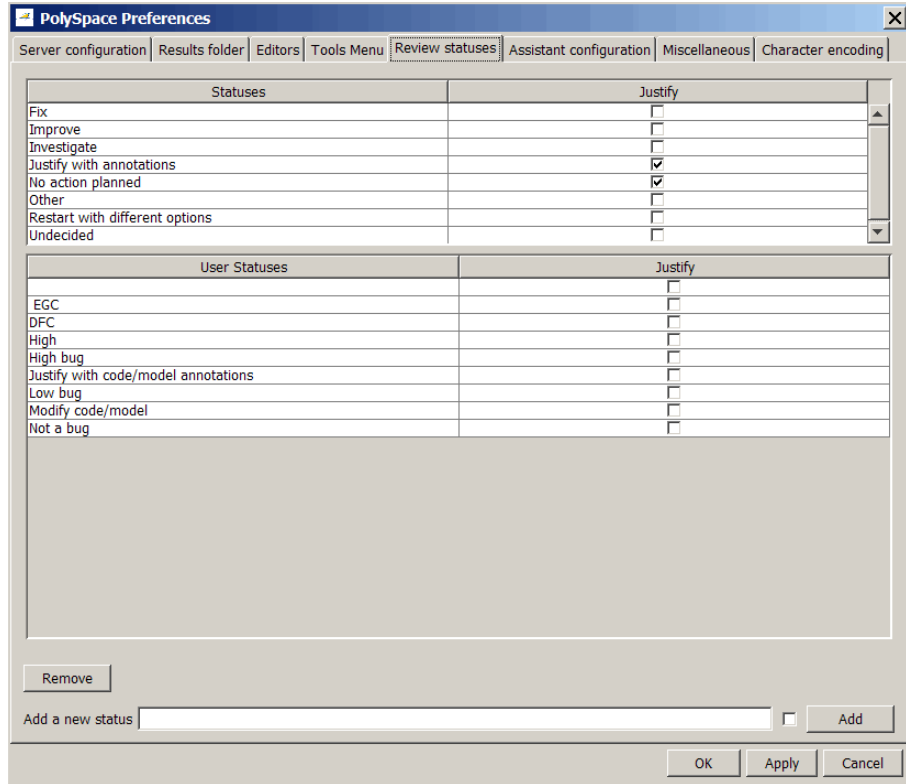 PolySpace Preferences
Server configuration Results folder Editors Tools Menu Review statuses Assistant configuration Miscellaneous Character encoding
Statuses Justify
Fix
Improve
Investigate
Justify with annotations
No action planned
Other
Restart with different options
Undecided
User Statuses Justify
EGC
DFC
High
High bug
Justify with code/model annotations
Low bug
Modify code/model
Not a bug
Remove
Add a new status Add
OK Apply Cancel